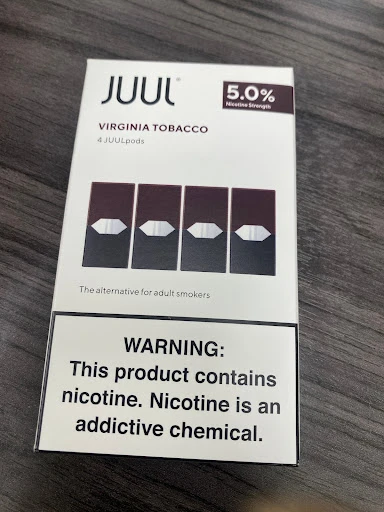 JUUL
5.0%
Nicotine Strength
VIRGINIA TOBACCO
4 JUULpods
The alternative for adult smokers
WARNING:
This product contains
nicotine. Nicotine is an
addictive chemical.